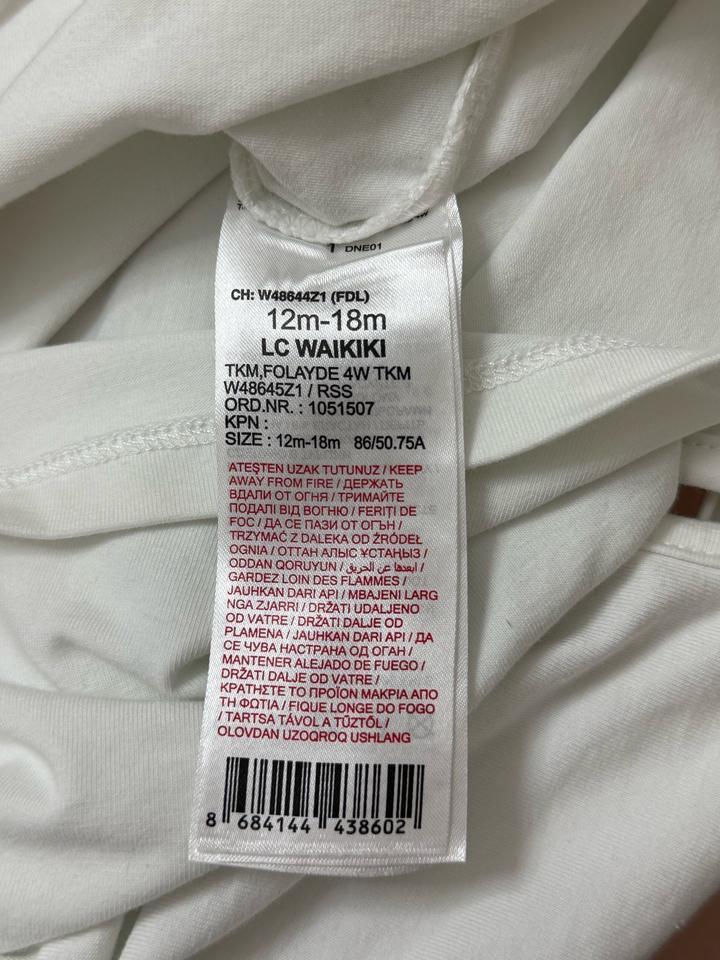 1 DNE01
CH: W48644Z1 (FDL)
12m-18m
LC WAIKIKI
TKM,FOLAYDE 4W TKM
W48645Z1 / RSS
ORD.NR. : 1051507
KPN :
SIZE : 12m-18m 86/50.75A
ATEŞTEN UZAK TUTUNUZ / KEEP
AWAY FROM FIRE / ДЕРЖАТЬ
ВДАЛИ ОТ ОГНЯ / ТРИМАЙТЕ
ПОДАЛІ ВІД ВОГНЮ / FERIȚI DE
FOC / ДА СЕ ПАЗИ ОТ ОГЪН /
TRZYMAĆ Z DALEKA OD ŹRÓDEŁ
OGNIA / ОТТАН АЛЫС ҰСТАҢЫЗ /
ODDAN QORUYUN / ابعدها عن الحريق /
GARDEZ LOIN DES FLAMMES /
JAUHKAN DARI API / MBAJENI LARG
NGA ZJARRI / DRŽATI UDALJENO
OD VATRE / DRŽATI DALJE OD
PLAMENA / JAUHKAN DARI API / ДА
СЕ ЧУВА НАСТРАНА ОД ОГАН /
MANTENER ALEJADO DE FUEGO /
DRŽATI DALJE OD VATRE /
ΚΡΑΤΗΣΤΕ ΤΟ ΠΡΟΪΟΝ ΜΑΚΡΙΑ ΑΠΟ
ΤΗ ΦΩΤΙΑ / FIQUE LONGE DO FOGO
/ TARTSA TÁVOL A TŰZTŐL /
OLOVDAN UZOQROQ USHLANG
8 684144 438602